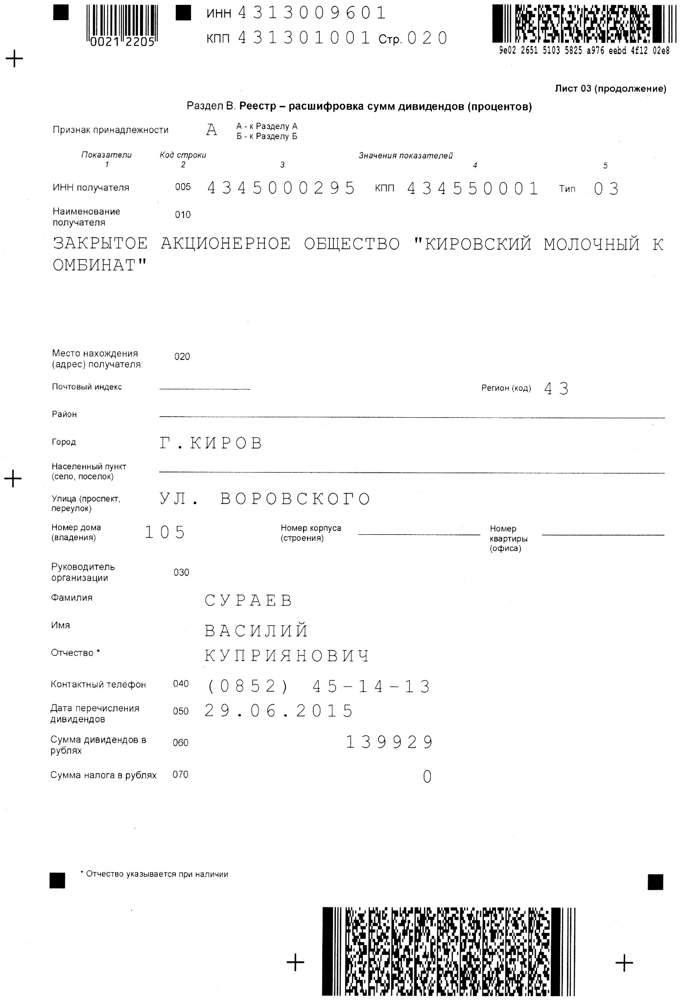 ИНН 4313009601
0021 2205
КПП 431301001 Стр. 020
9e02 2651 5103 5825 a976 eebd 4f12 02e8
Лист 03 (продолжение)
Раздел В. Реестр – расшифровка сумм дивидендов (процентов)
Признак принадлежности А А - к Разделу А
Б - к Разделу Б
Показатели Код строки Значения показателей
1 2 3 4 5
ИНН получателя 005 4345000295 КПП 434550001 Тип 03
Наименование 010
получателя
ЗАКРЫТОЕ АКЦИОНЕРНОЕ ОБЩЕСТВО "КИРОВСКИЙ МОЛОЧНЫЙ К
ОМБИНАТ"
Место нахождения 020
(адрес) получателя:
Почтовый индекс Регион (код) 43
Район
Город Г.КИРОВ
Населенный пункт
(село, поселок)
Улица (проспект, УЛ. ВОРОВСКОГО
переулок)
Номер дома 105 Номер корпуса Номер
(владения) (строения) квартиры
(офиса)
Руководитель 030
организации
Фамилия СУРАЕВ
Имя ВАСИЛИЙ
Отчество * КУПРИЯНОВИЧ
Контактный телефон 040 (0852) 45-14-13
Дата перечисления 050 29.06.2015
дивидендов
Сумма дивидендов в 060 139929
рублях
Сумма налога в рублях 070 0
* Отчество указывается при наличии